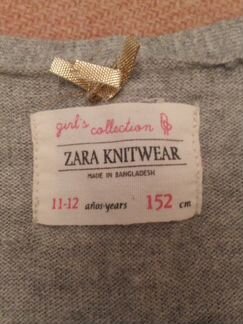 girl's collection
ZARA KNITWEAR
MADE IN BANGLADESH
11-12 años-years 152 cm